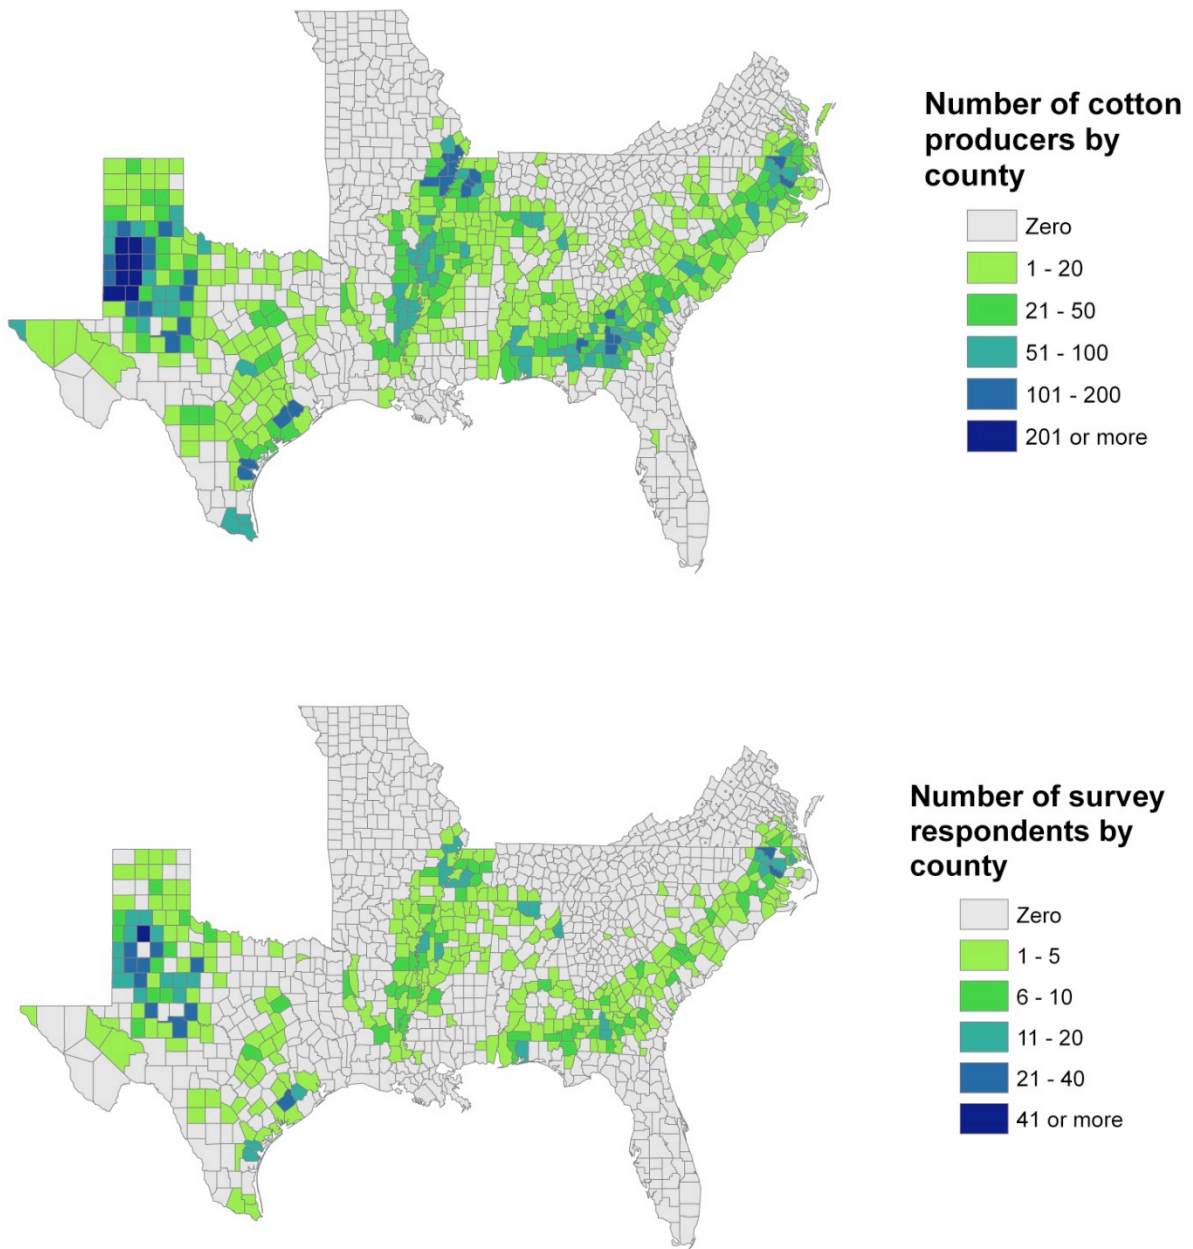 Number of cotton
producers by
county
Zero
1 - 20
21 - 50
51 - 100
101 - 200
201 or more
Number of survey
respondents by
county
Zero
1 - 5
6 - 10
11 - 20
21 - 40
41 or more